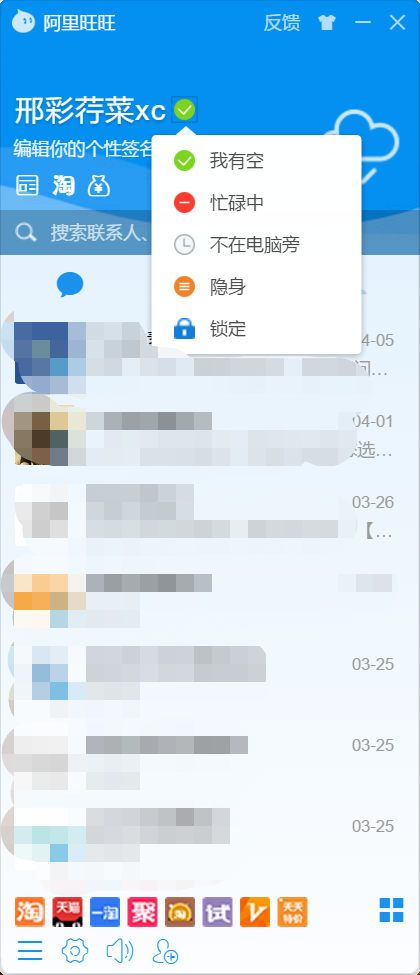 阿里旺旺
反馈
邢彩荇菜xc
编辑你的个性签名
淘
搜索联系人、
我有空
忙碌中
不在电脑旁
隐身
锁定
4-05
间...
04-01
选...
03-26
【...
03-25
03-25
03-25
淘 天猫 一淘 聚 试 V 天天特价